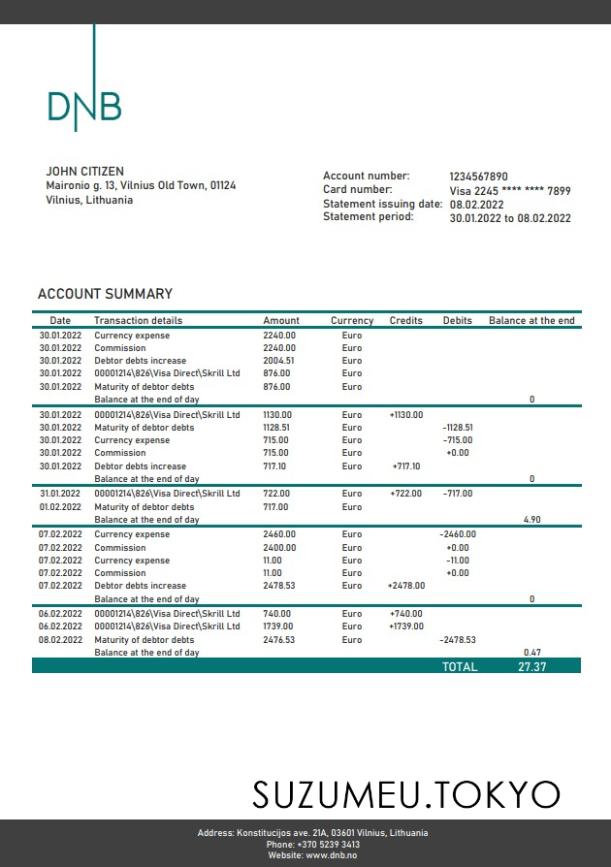 DNB
JOHN CITIZEN
Maironio g. 13, Vilnius Old Town, 01124
Vilnius, Lithuania
Account number: 1234567890
Card number: Visa 2245 **** **** 7899
Statement issuing date: 08.02.2022
Statement period: 30.01.2022 to 08.02.2022
ACCOUNT SUMMARY
Date Transaction details Amount Currency Credits Debits Balance at the end
30.01.2022 Currency expense 2240.00 Euro
30.01.2022 Commission 2240.00 Euro
30.01.2022 Debtor debts increase 2004.51 Euro
30.01.2022 00001214\826\Visa Direct\Skrill Ltd 876.00 Euro
30.01.2022 Maturity of debtor debts 876.00 Euro
Balance at the end of day 0
30.01.2022 00001214\826\Visa Direct\Skrill Ltd 1130.00 Euro +1130.00
30.01.2022 Maturity of debtor debts 1128.51 Euro -1128.51
30.01.2022 Currency expense 715.00 Euro -715.00
30.01.2022 Commission 715.00 Euro +0.00
30.01.2022 Debtor debts increase 717.10 Euro +717.10
Balance at the end of day 0
31.01.2022 00001214\826\Visa Direct\Skrill Ltd 722.00 Euro +722.00 -717.00
01.02.2022 Maturity of debtor debts 717.00 Euro
Balance at the end of day 4.90
07.02.2022 Currency expense 2460.00 Euro -2460.00
07.02.2022 Commission 2400.00 Euro +0.00
07.02.2022 Currency expense 11.00 Euro -11.00
07.02.2022 Commission 11.00 Euro +0.00
07.02.2022 Debtor debts increase 2478.53 Euro +2478.00
Balance at the end of day 0
06.02.2022 00001214\826\Visa Direct\Skrill Ltd 740.00 Euro +740.00
06.02.2022 00001214\826\Visa Direct\Skrill Ltd 1739.00 Euro +1739.00
08.02.2022 Maturity of debtor debts 2476.53 Euro -2478.53
Balance at the end of day 0.47
TOTAL 27.37
SUZUMEU.TOKYO
Address: Konstitucijos ave. 21A, 03601 Vilnius, Lithuania
Phone: +370 5239 3413
Website: www.dnb.no